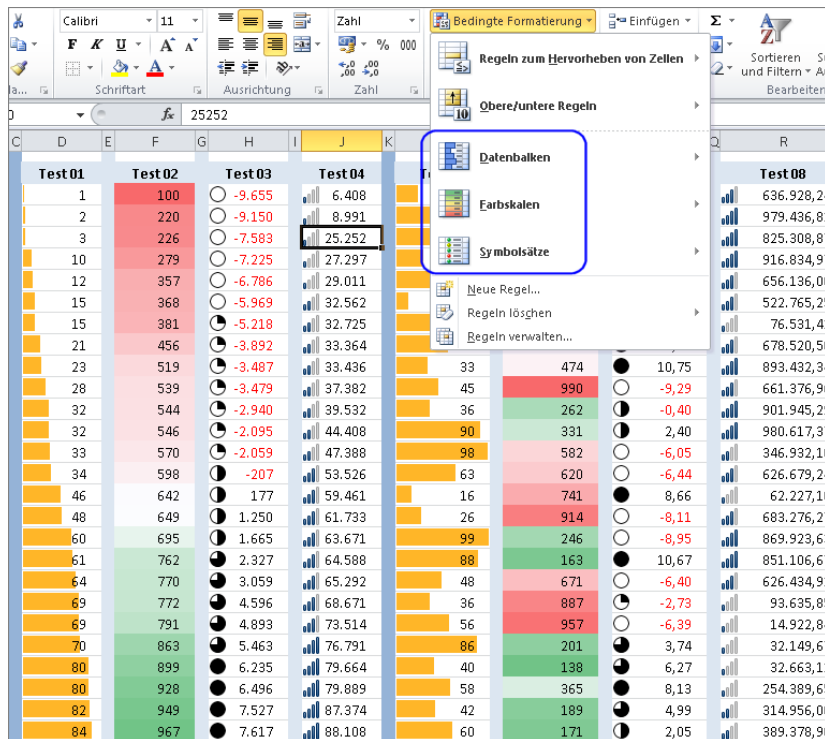 Calibri 11 Zahl Bedingte Formatierung Einfügen Σ
F K U A A % 000
Sortieren
und Filtern
Schriftart Ausrichtung Zahl Bearbeiten
fx 25252
Regeln zum Hervorheben von Zellen
Obere/untere Regeln
Datenbalken
Farbskalen
Symbolsätze
Neue Regel...
Regeln löschen
Regeln verwalten...
C D E F G H I J K Q R
Test 01 Test 02 Test 03 Test 04 Test 08
1 100 -9.655 6.408 636.928,2
2 220 -9.150 8.991 979.436,8
3 226 -7.583 25.252 825.308,8
10 279 -7.225 27.297 916.834,9
12 357 -6.786 29.011 656.136,0
15 368 -5.969 32.562 522.765,2
15 381 -5.218 32.725 76.531,4
21 456 -3.892 33.364 678.520,5
23 519 -3.487 33.436 33 474 10,75 893.432,3
28 539 -3.479 37.382 45 990 -9,29 661.376,9
32 544 -2.940 39.532 36 262 -0,40 901.945,2
32 546 -2.095 44.408 90 331 2,40 980.617,3
33 570 -2.059 47.388 98 582 -6,05 346.932,1
34 598 -207 53.526 63 620 -6,44 626.679,2
46 642 177 59.461 16 741 8,66 62.227,1
48 649 1.250 61.733 26 914 -8,11 683.276,2
60 695 1.665 63.671 99 246 -8,95 869.923,6
61 762 2.327 64.588 88 163 10,67 851.106,6
64 770 3.059 65.292 48 671 -6,40 626.434,9
69 772 4.596 68.671 36 887 -2,73 93.635,8
69 791 4.893 73.514 56 957 -6,39 14.922,8
70 863 5.463 76.791 86 201 3,74 32.149,6
80 899 6.235 79.664 40 138 6,27 32.663,1
80 928 6.496 79.889 58 365 8,13 254.389,6
82 949 7.527 87.374 42 189 4,99 314.956,0
84 967 7.617 88.108 60 171 2,05 389.378,9